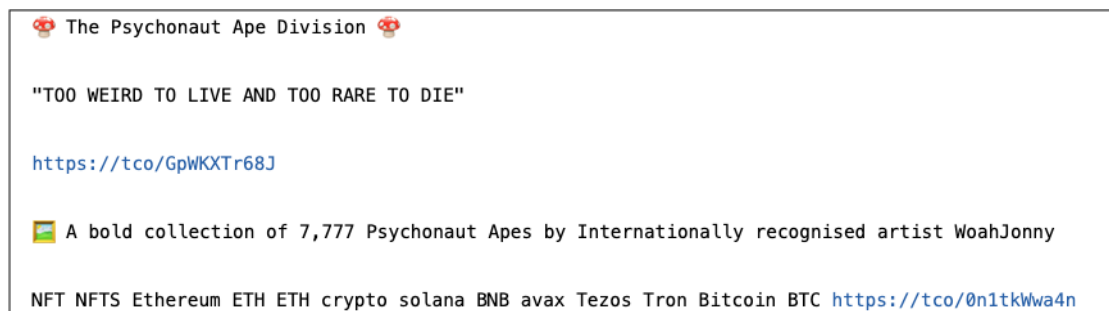 🍄 The Psychonaut Ape Division 🍄
"TOO WEIRD TO LIVE AND TOO RARE TO DIE"
https://tco/GpWKXTr68J
🖼️ A bold collection of 7,777 Psychonaut Apes by Internationally recognised artist WoahJonny
NFT NFTS Ethereum ETH ETH crypto solana BNB avax Tezos Tron Bitcoin BTC https://tco/0n1tkWwa4n